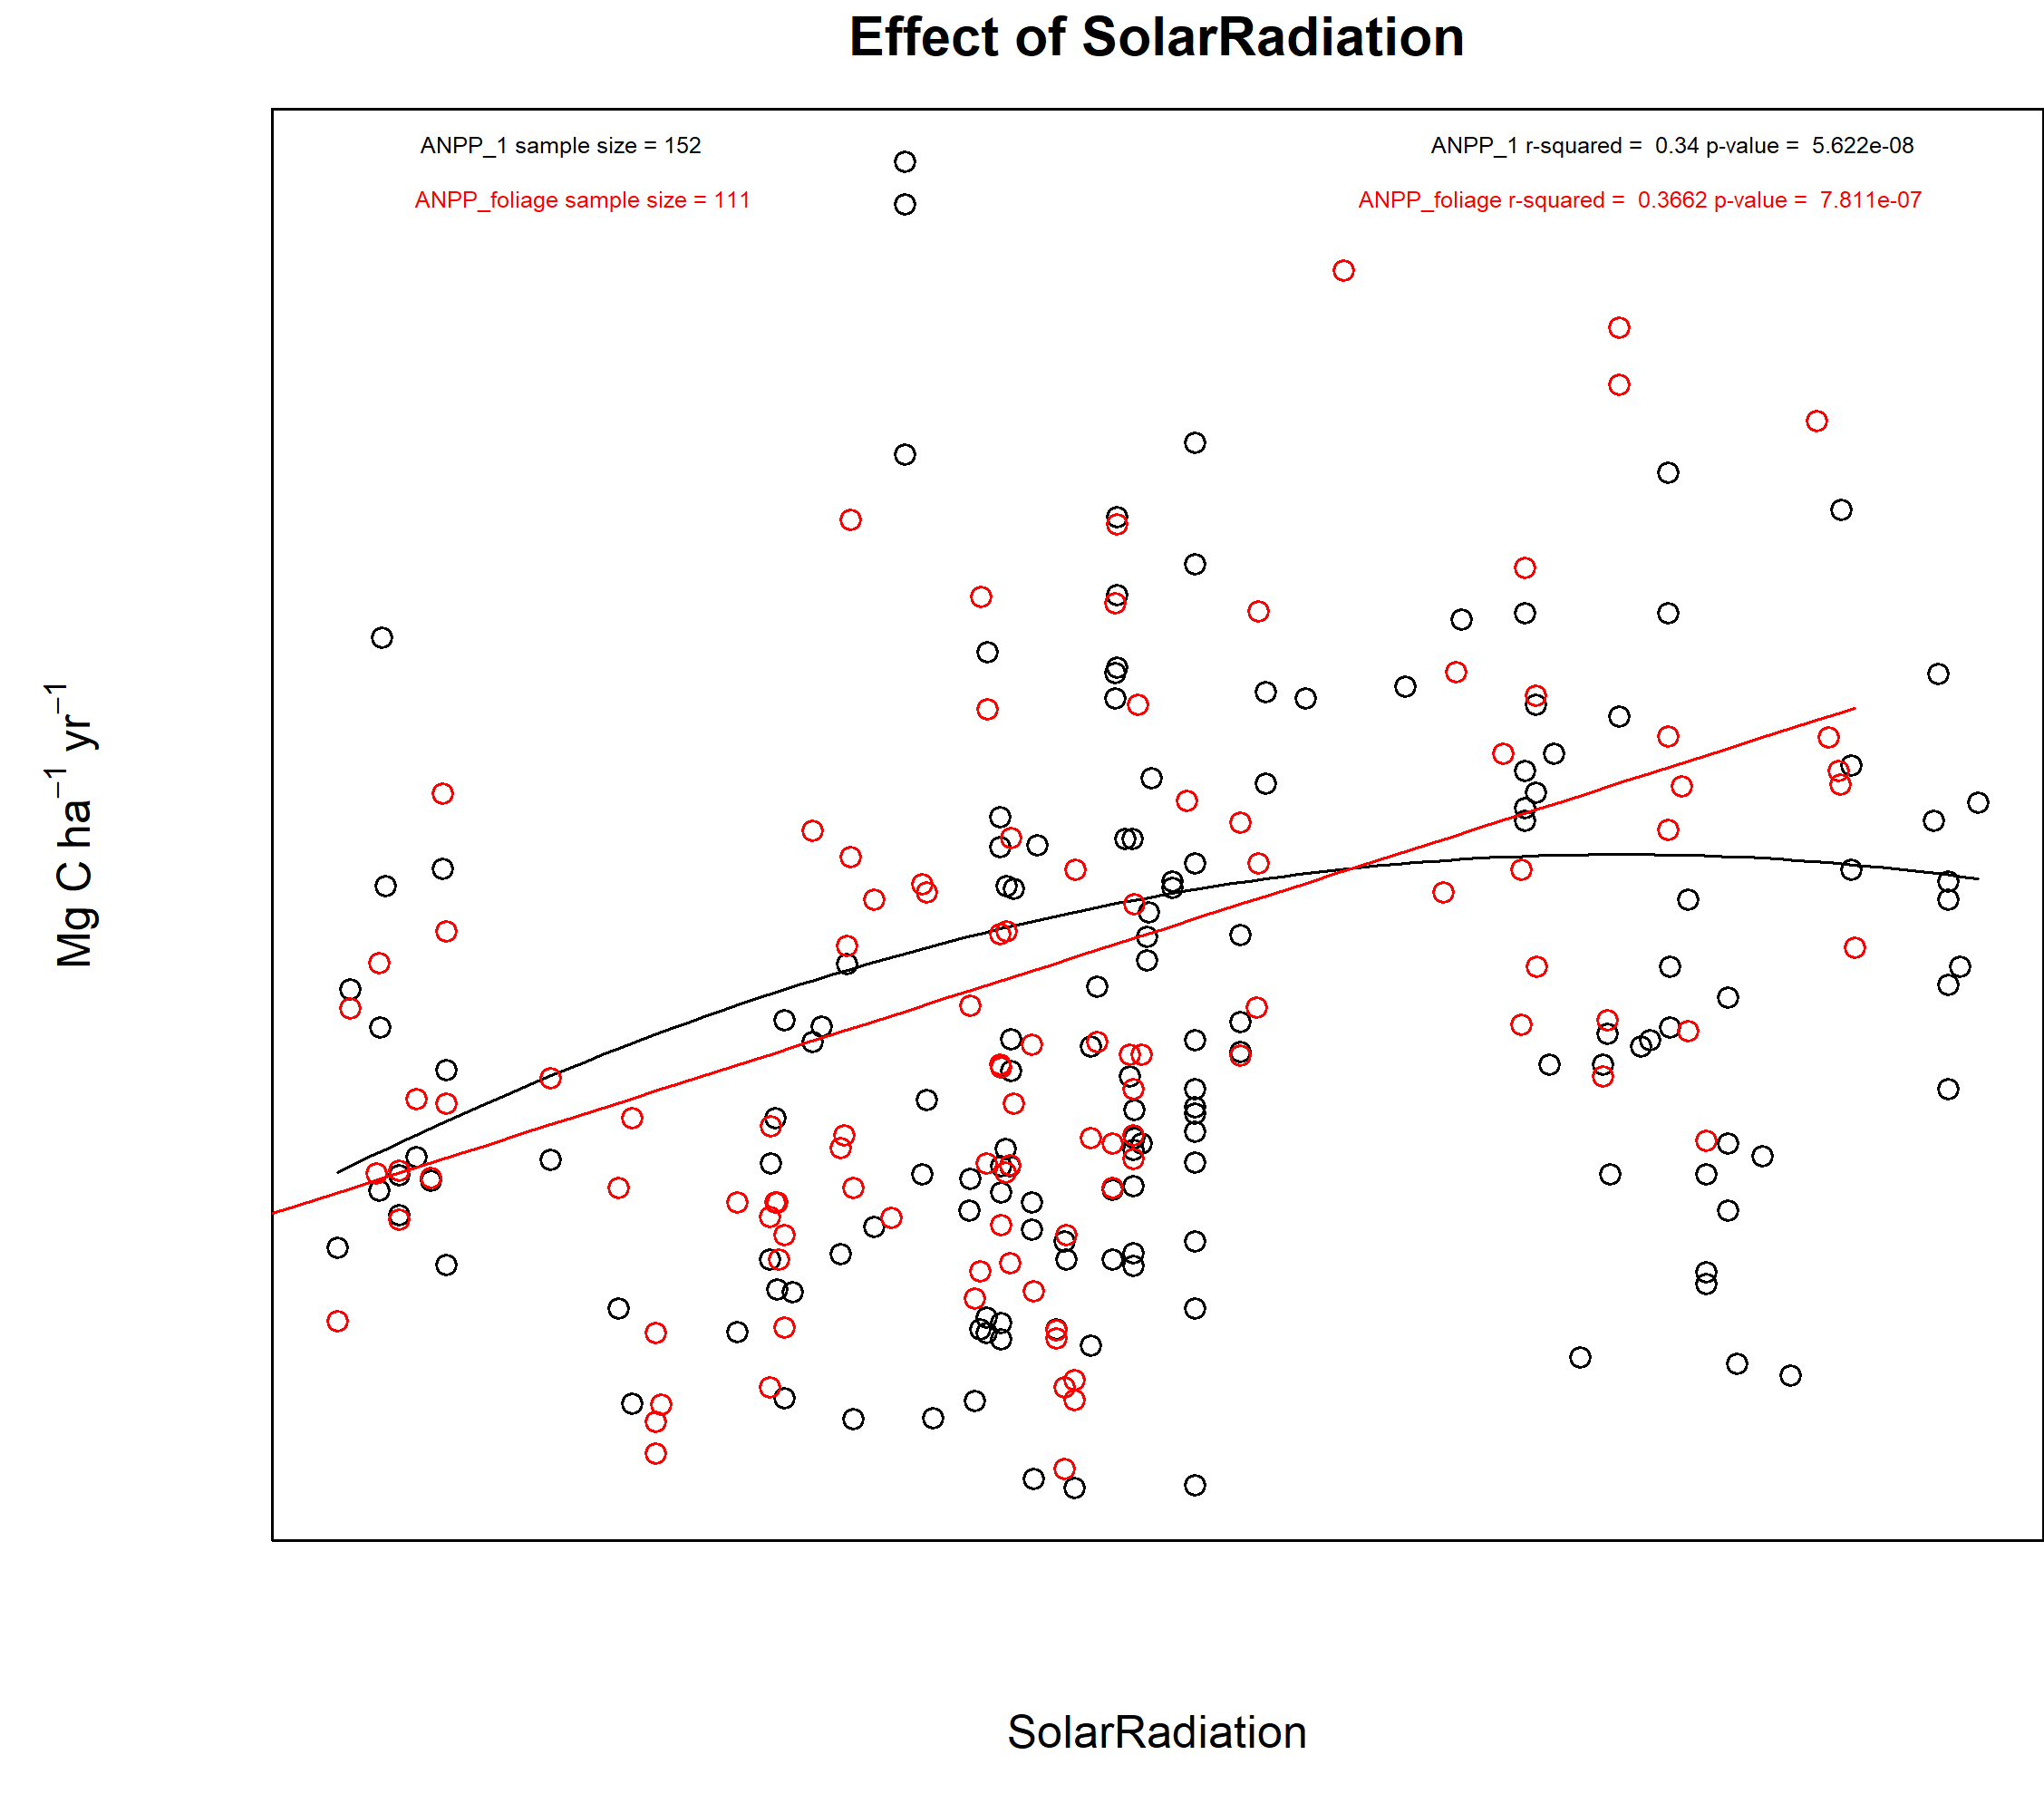 Effect of SolarRadiation
ANPP_1 sample size = 152
ANPP_1 r-squared = 0.34 p-value = 5.622e-08
ANPP_foliage sample size = 111
ANPP_foliage r-squared = 0.3662 p-value = 7.811e-07
Mg C ha⁻¹ yr⁻¹
SolarRadiation